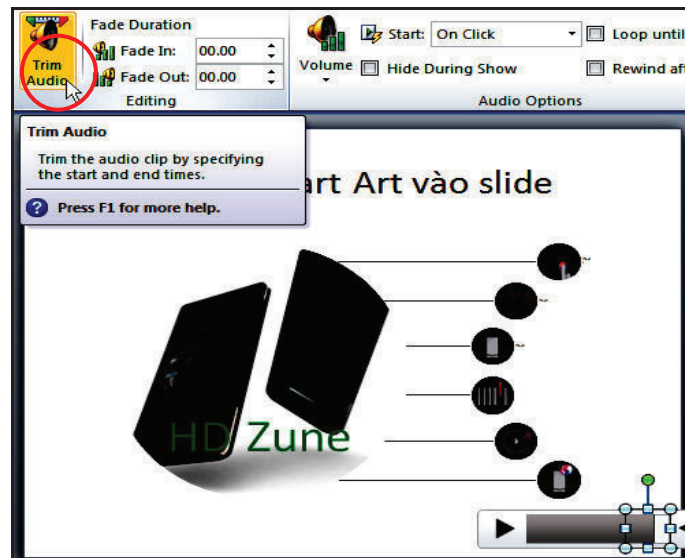 Trim
Audio
Fade Duration
Fade In: 00.00
Fade Out: 00.00
Editing
Volume
Start: On Click
Hide During Show
Loop until
Rewind af
Audio Options
Trim Audio
Trim the audio clip by specifying
the start and end times.
Press F1 for more help.
art Art vào slide
HD Zune